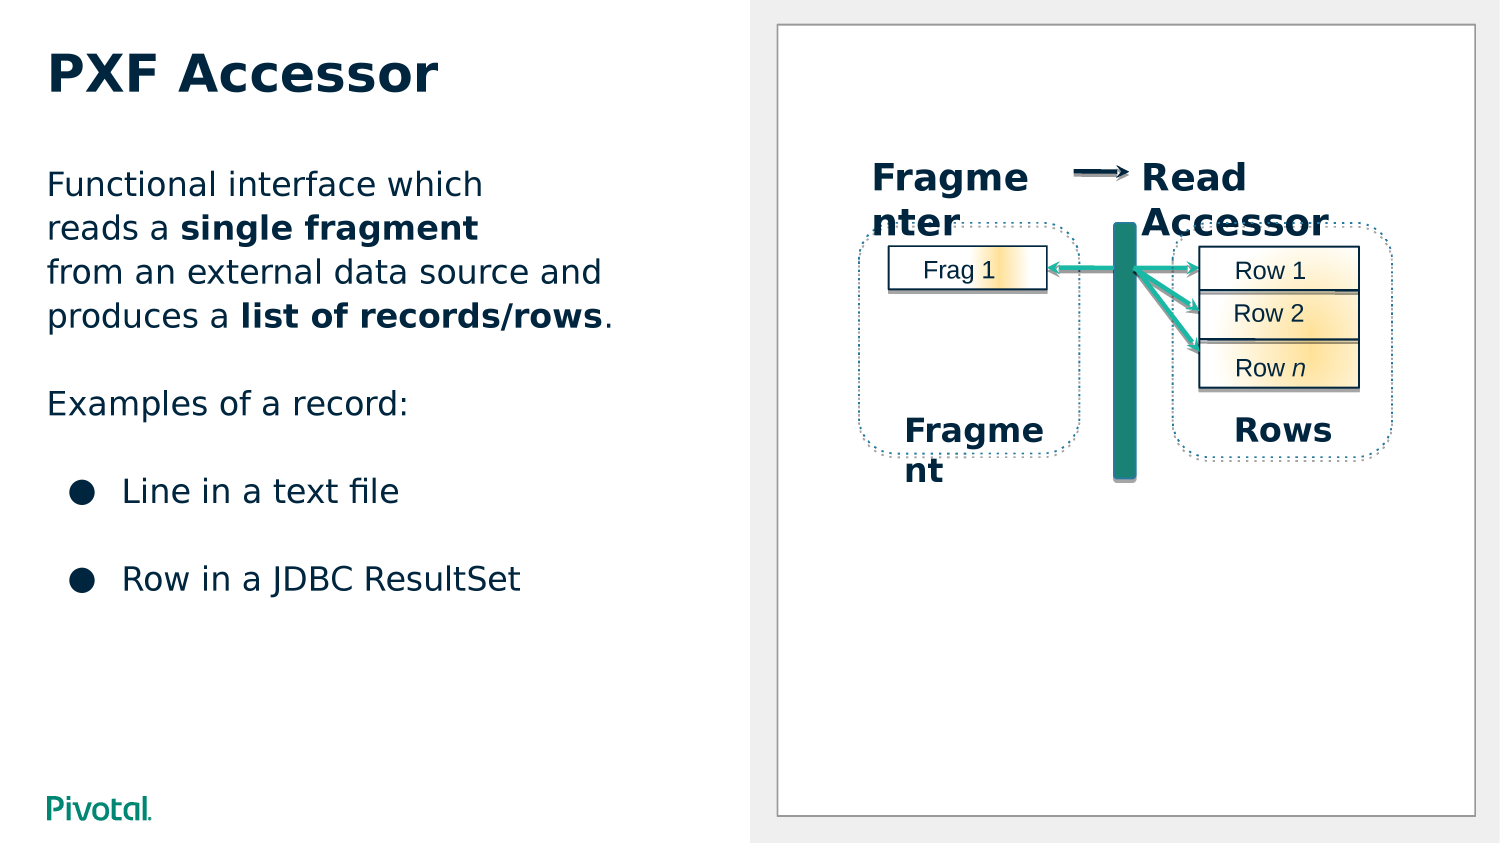 PXF Accessor
Functional interface which
reads a single fragment
from an external data source and
produces a list of records/rows.
Examples of a record:
● Line in a text file
● Row in a JDBC ResultSet
Pivotal.
Fragme
nter
Read
Accessor
Frag 1
Fragme
nt
Row 1
Row 2
Row n
Rows